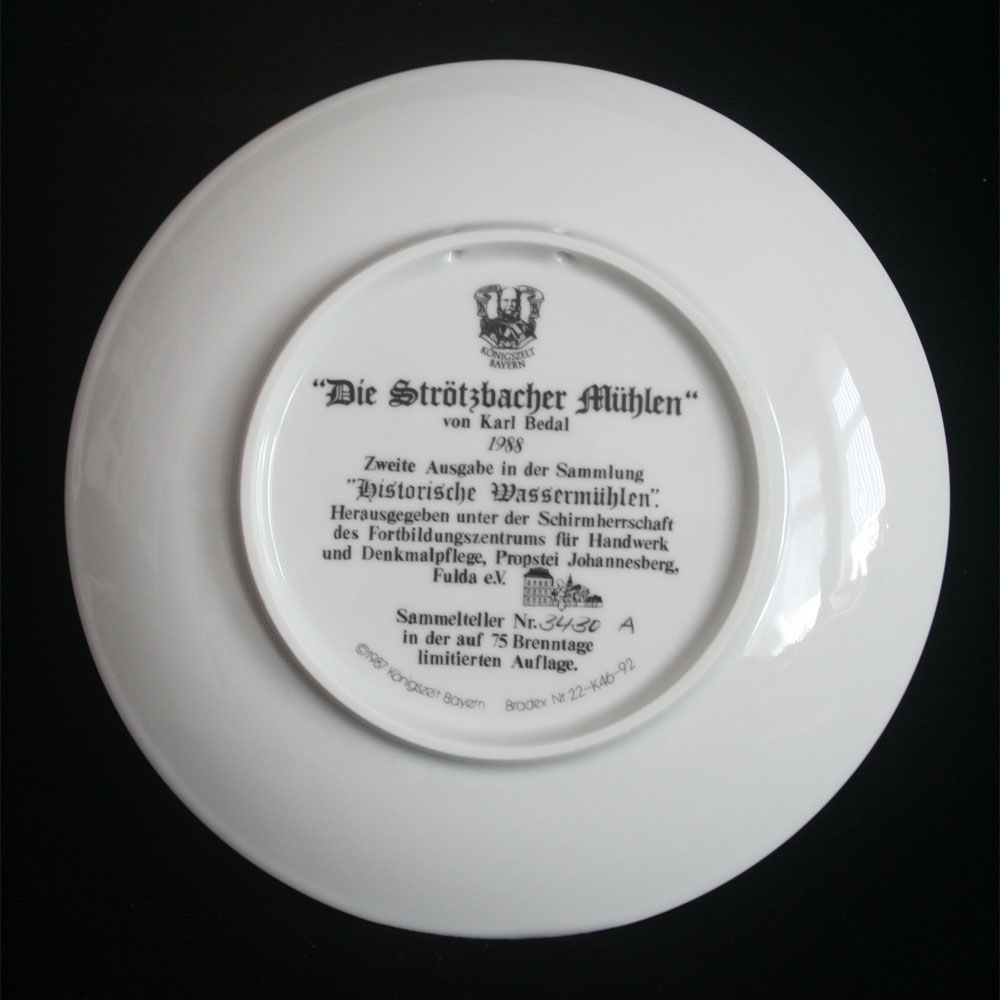 KÖNIGSZELT
BAYERN
“Die Strötzbacher Mühlen“
von Karl Bedal
1988
Zweite Ausgabe in der Sammlung
"Historische Wassermühlen".
Herausgegeben unter der Schirmherrschaft
des Fortbildungszentrums für Handwerk
und Denkmalpflege, Propstei Johannesberg,
Fulda e.V.
Sammelteller Nr. 3430 A
in der auf 75 Brenntage
limitierten Auflage.
©1987 Königszelt Bayern Bradex Nr. 22-K46-92